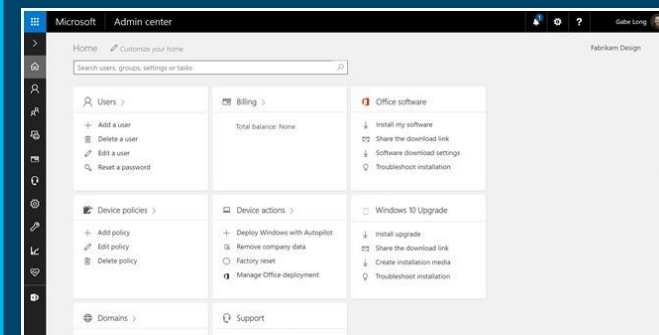 Microsoft Admin center
?
Gabe Long
Home Customize your home
Fabrikam Design
Search users, groups, settings or tasks
Users >
Add a user
Delete a user
Edit a user
Reset a password
Billing >
Total balance: None
Office software
Install my software
Share the download link
Software download settings
Troubleshoot installation
Device policies >
Add policy
Edit policy
Delete policy
Device actions >
Deploy Windows with Autopilot
Remove company data
Factory reset
Manage Office deployment
Windows 10 Upgrade
Install upgrade
Share the download link
Create installation media
Troubleshoot installation
Domains >
Support